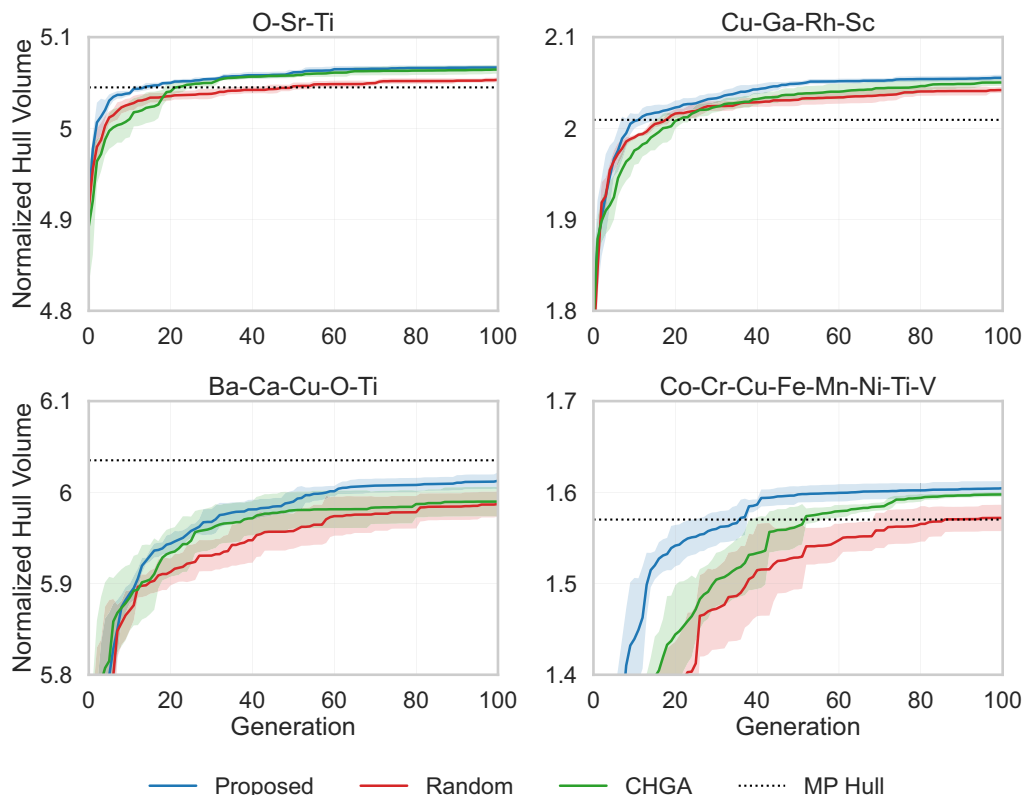 O-Sr-Ti
Cu-Ga-Rh-Sc
Normalized Hull Volume
5.1
5
4.9
4.8
0 20 40 60 80 100
2.1
2
1.9
1.8
0 20 40 60 80 100
Ba-Ca-Cu-O-Ti
Co-Cr-Cu-Fe-Mn-Ni-Ti-V
Normalized Hull Volume
6.1
6
5.9
5.8
0 20 40 60 80 100
Generation
1.7
1.6
1.5
1.4
0 20 40 60 80 100
Generation
Proposed Random CHGA MP Hull